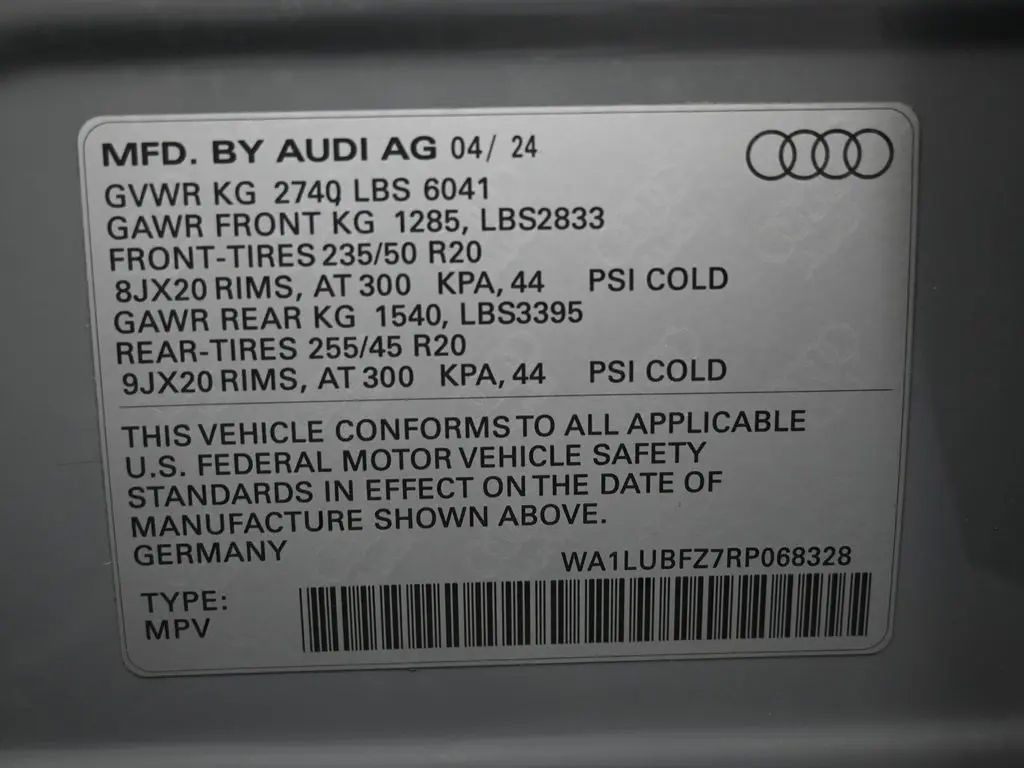 MFD. BY AUDI AG 04/ 24
GVWR KG 2740 LBS 6041
GAWR FRONT KG 1285, LBS2833
FRONT-TIRES 235/50 R20
8JX20 RIMS, AT 300 KPA, 44 PSI COLD
GAWR REAR KG 1540, LBS3395
REAR-TIRES 255/45 R20
9JX20 RIMS, AT 300 KPA, 44 PSI COLD
THIS VEHICLE CONFORMS TO ALL APPLICABLE
U.S. FEDERAL MOTOR VEHICLE SAFETY
STANDARDS IN EFFECT ON THE DATE OF
MANUFACTURE SHOWN ABOVE.
GERMANY
WA1LUBFZ7RP068328
TYPE:
MPV